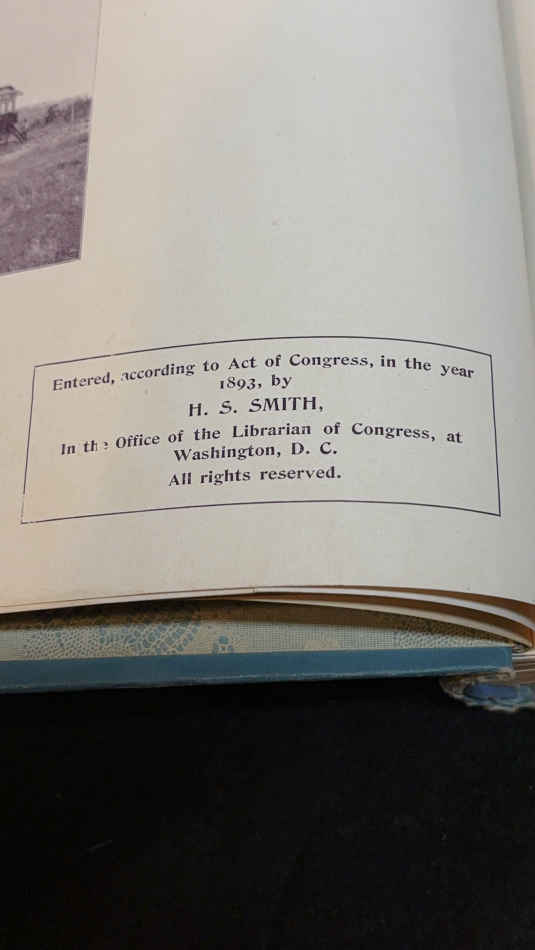 Entered, according to Act of Congress, in the year
1893, by
H. S. SMITH,
In the Office of the Librarian of Congress, at
Washington, D. C.
All rights reserved.